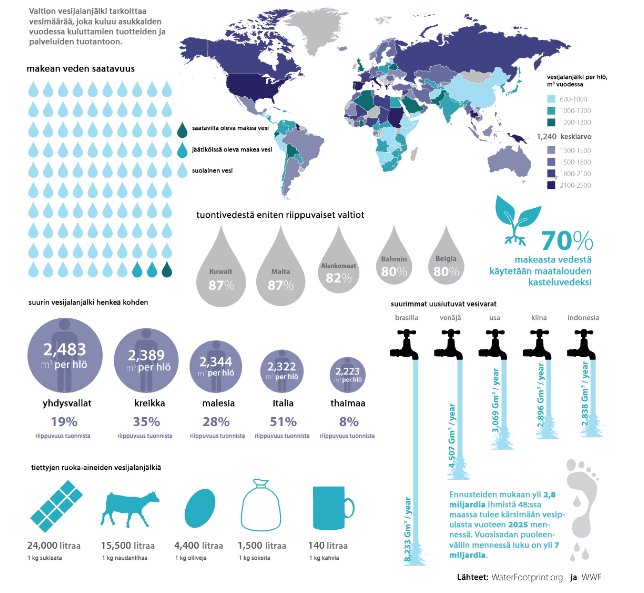 Valtion vesijalanjälki tarkoittaa
vesimäärää, joka kuluu asukkaiden
vuodessa kuluttamien tuotteiden ja
palveluiden tuotantoon.
makean veden saatavuus
saatavilla oleva makea vesi
jäätiköissä oleva makea vesi
suolainen vesi
vesijalanjälki per hlö,
m³ vuodessa
600-1000
1000-1200
1200-1300
1,240 keskiarvo
1300-1500
1500-1800
1800-2100
2100-2500
tuontivedestä eniten riippuvaiset valtiot
Kuwait
87%
Malta
87%
Alankomaat
82%
Bahrain
80%
Belgia
80%
70%
makeasta vedestä
käytetään maatalouden
kasteluvedeksi
suurin vesijalanjälki henkeä kohden
2,483
m³ per hlö
yhdysvallat
19%
riippuvuus tuonnista
2,389
m³ per hlö
kreikka
35%
riippuvuus tuonnista
2,344
m³ per hlö
malesia
28%
riippuvuus tuonnista
2,322
m³ per hlö
italia
51%
riippuvuus tuonnista
2,223
m³ per hlö
thaimaa
8%
riippuvuus tuonnista
suurimmat uusiutuvat vesivarat
brasilia
8,233 Gm³ / year
venäjä
4,507 Gm³ / year
usa
3,069 Gm³ / year
kiina
2,896 Gm³ / year
indonesia
2,838 Gm³ / year
tiettyjen ruoka-aineiden vesijalanjälkiä
24,000 litraa
1 kg suklaata
15,500 litraa
1 kg naudanlihaa
4,400 litraa
1 kg oliiveja
1,500 litraa
1 kg sokeria
140 litraa
1 kg kahvia
Ennusteiden mukaan yli 2,8
miljardia ihmistä 48:ssa
maassa tulee kärsimään vesip-
ulasta vuoteen 2025 men-
nessä. Vuosisadan puoleen-
väliin mennessä luku on yli 7
miljardia.
Lähteet: WaterFootprint.org ja WWF